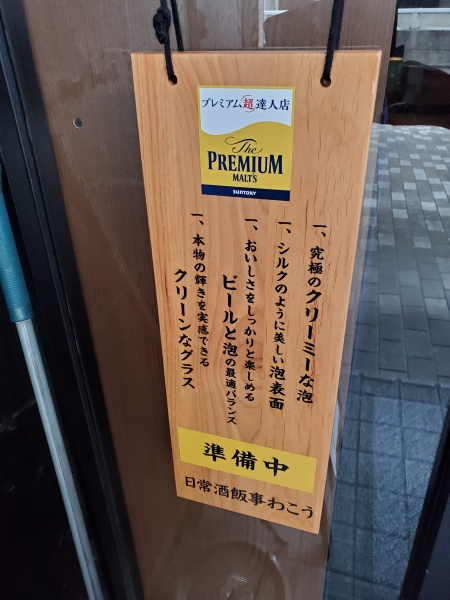 プレミアム超達人店
The
PREMIUM
MALT'S
SUNTORY
一、究極のクリーミーな泡
一、シルクのように美しい泡表面
一、おいしさをしっかりと楽しめる
ビールと泡の最適バランス
一、本物の輝きを実感できる
クリーンなグラス
準備中
日常酒飯事わこう